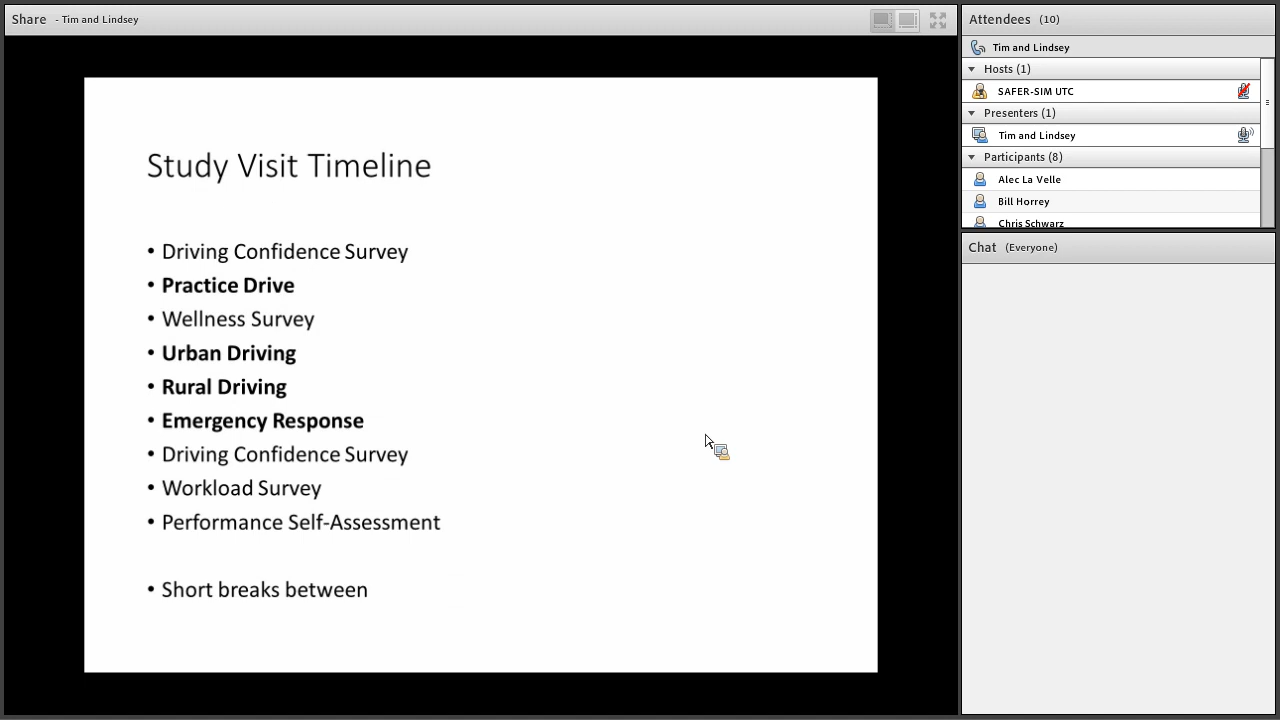 Share - Tim and Lindsey
Study Visit Timeline
• Driving Confidence Survey
• Practice Drive
• Wellness Survey
• Urban Driving
• Rural Driving
• Emergency Response
• Driving Confidence Survey
• Workload Survey
• Performance Self-Assessment
• Short breaks between
Attendees (10)
Tim and Lindsey
Hosts (1)
SAFER-SIM UTC
Presenters (1)
Tim and Lindsey
Participants (8)
Alec La Velle
Bill Horrey
Chris Schwarz
Chat (Everyone)